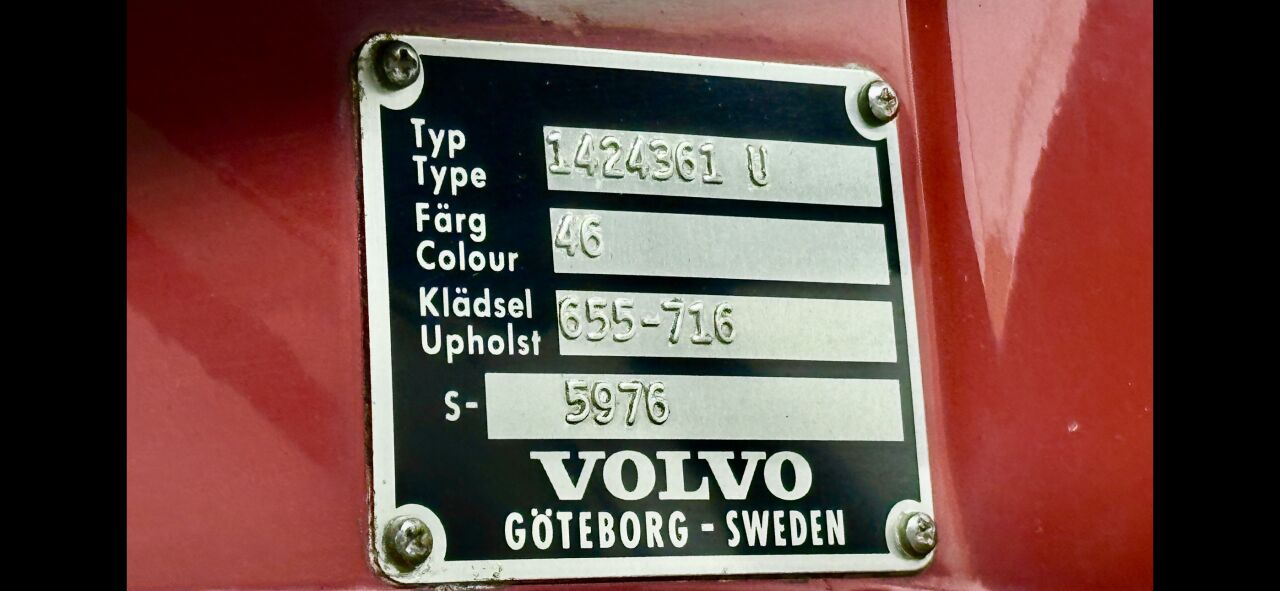 Typ
Type 1424361 U
Färg
Colour 46
Klädsel
Upholst 655-716
S- 5976
VOLVO
GÖTEBORG - SWEDEN